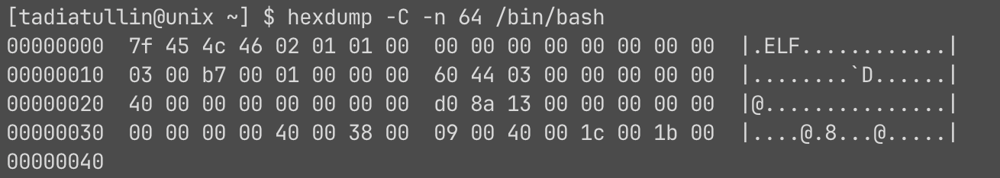 [tadiatullin@unix ~] $ hexdump -C -n 64 /bin/bash
00000000  7f 45 4c 46 02 01 01 00  00 00 00 00 00 00 00 00  |.ELF............|
00000010  03 00 b7 00 01 00 00 00  60 44 03 00 00 00 00 00  |........`D......|
00000020  40 00 00 00 00 00 00 00  d0 8a 13 00 00 00 00 00  |@...............|
00000030  00 00 00 00 40 00 38 00  09 00 40 00 1c 00 1b 00  |....@.8...@.....|
00000040